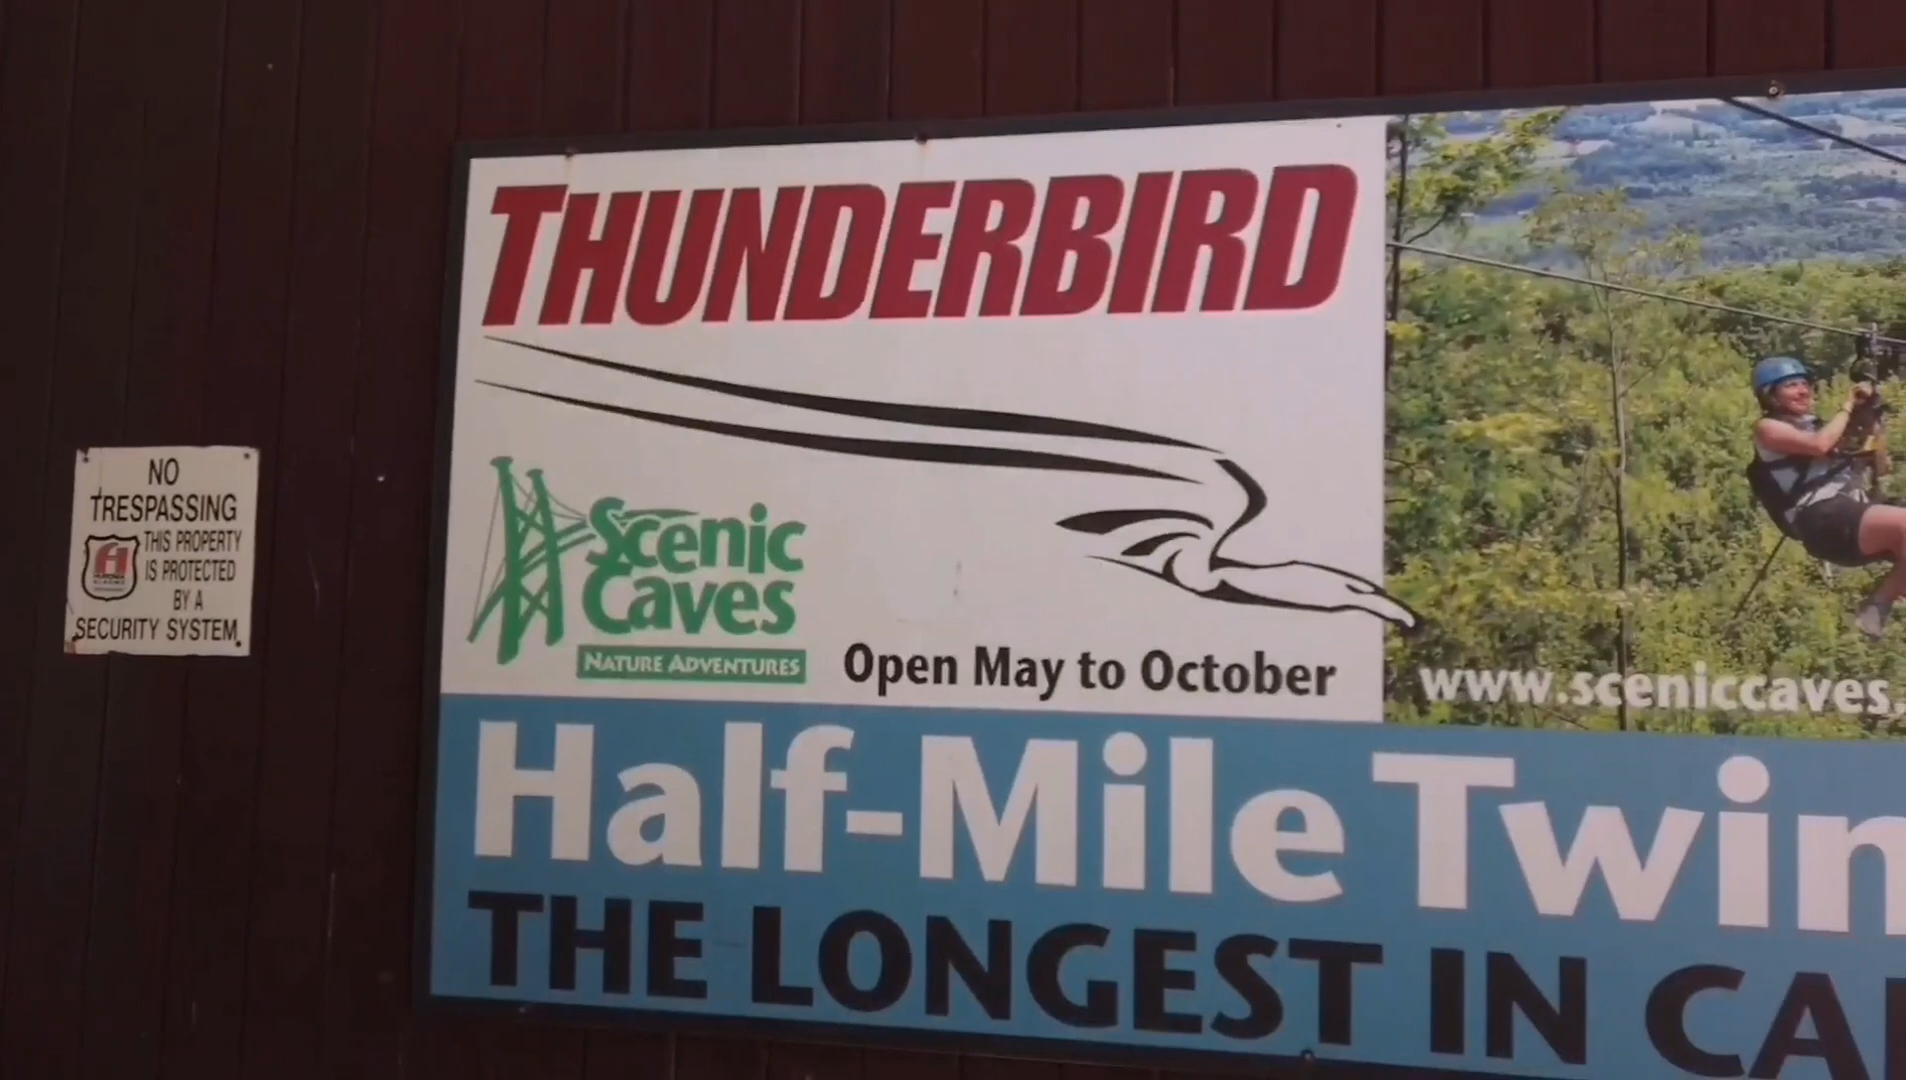 NO
TRESPASSING
THIS PROPERTY
IS PROTECTED
BY A
SECURITY SYSTEM
THUNDERBIRD
Scenic
Caves
NATURE ADVENTURES
Open May to October
www.sceniccaves.
Half-Mile Twin
THE LONGEST IN CA